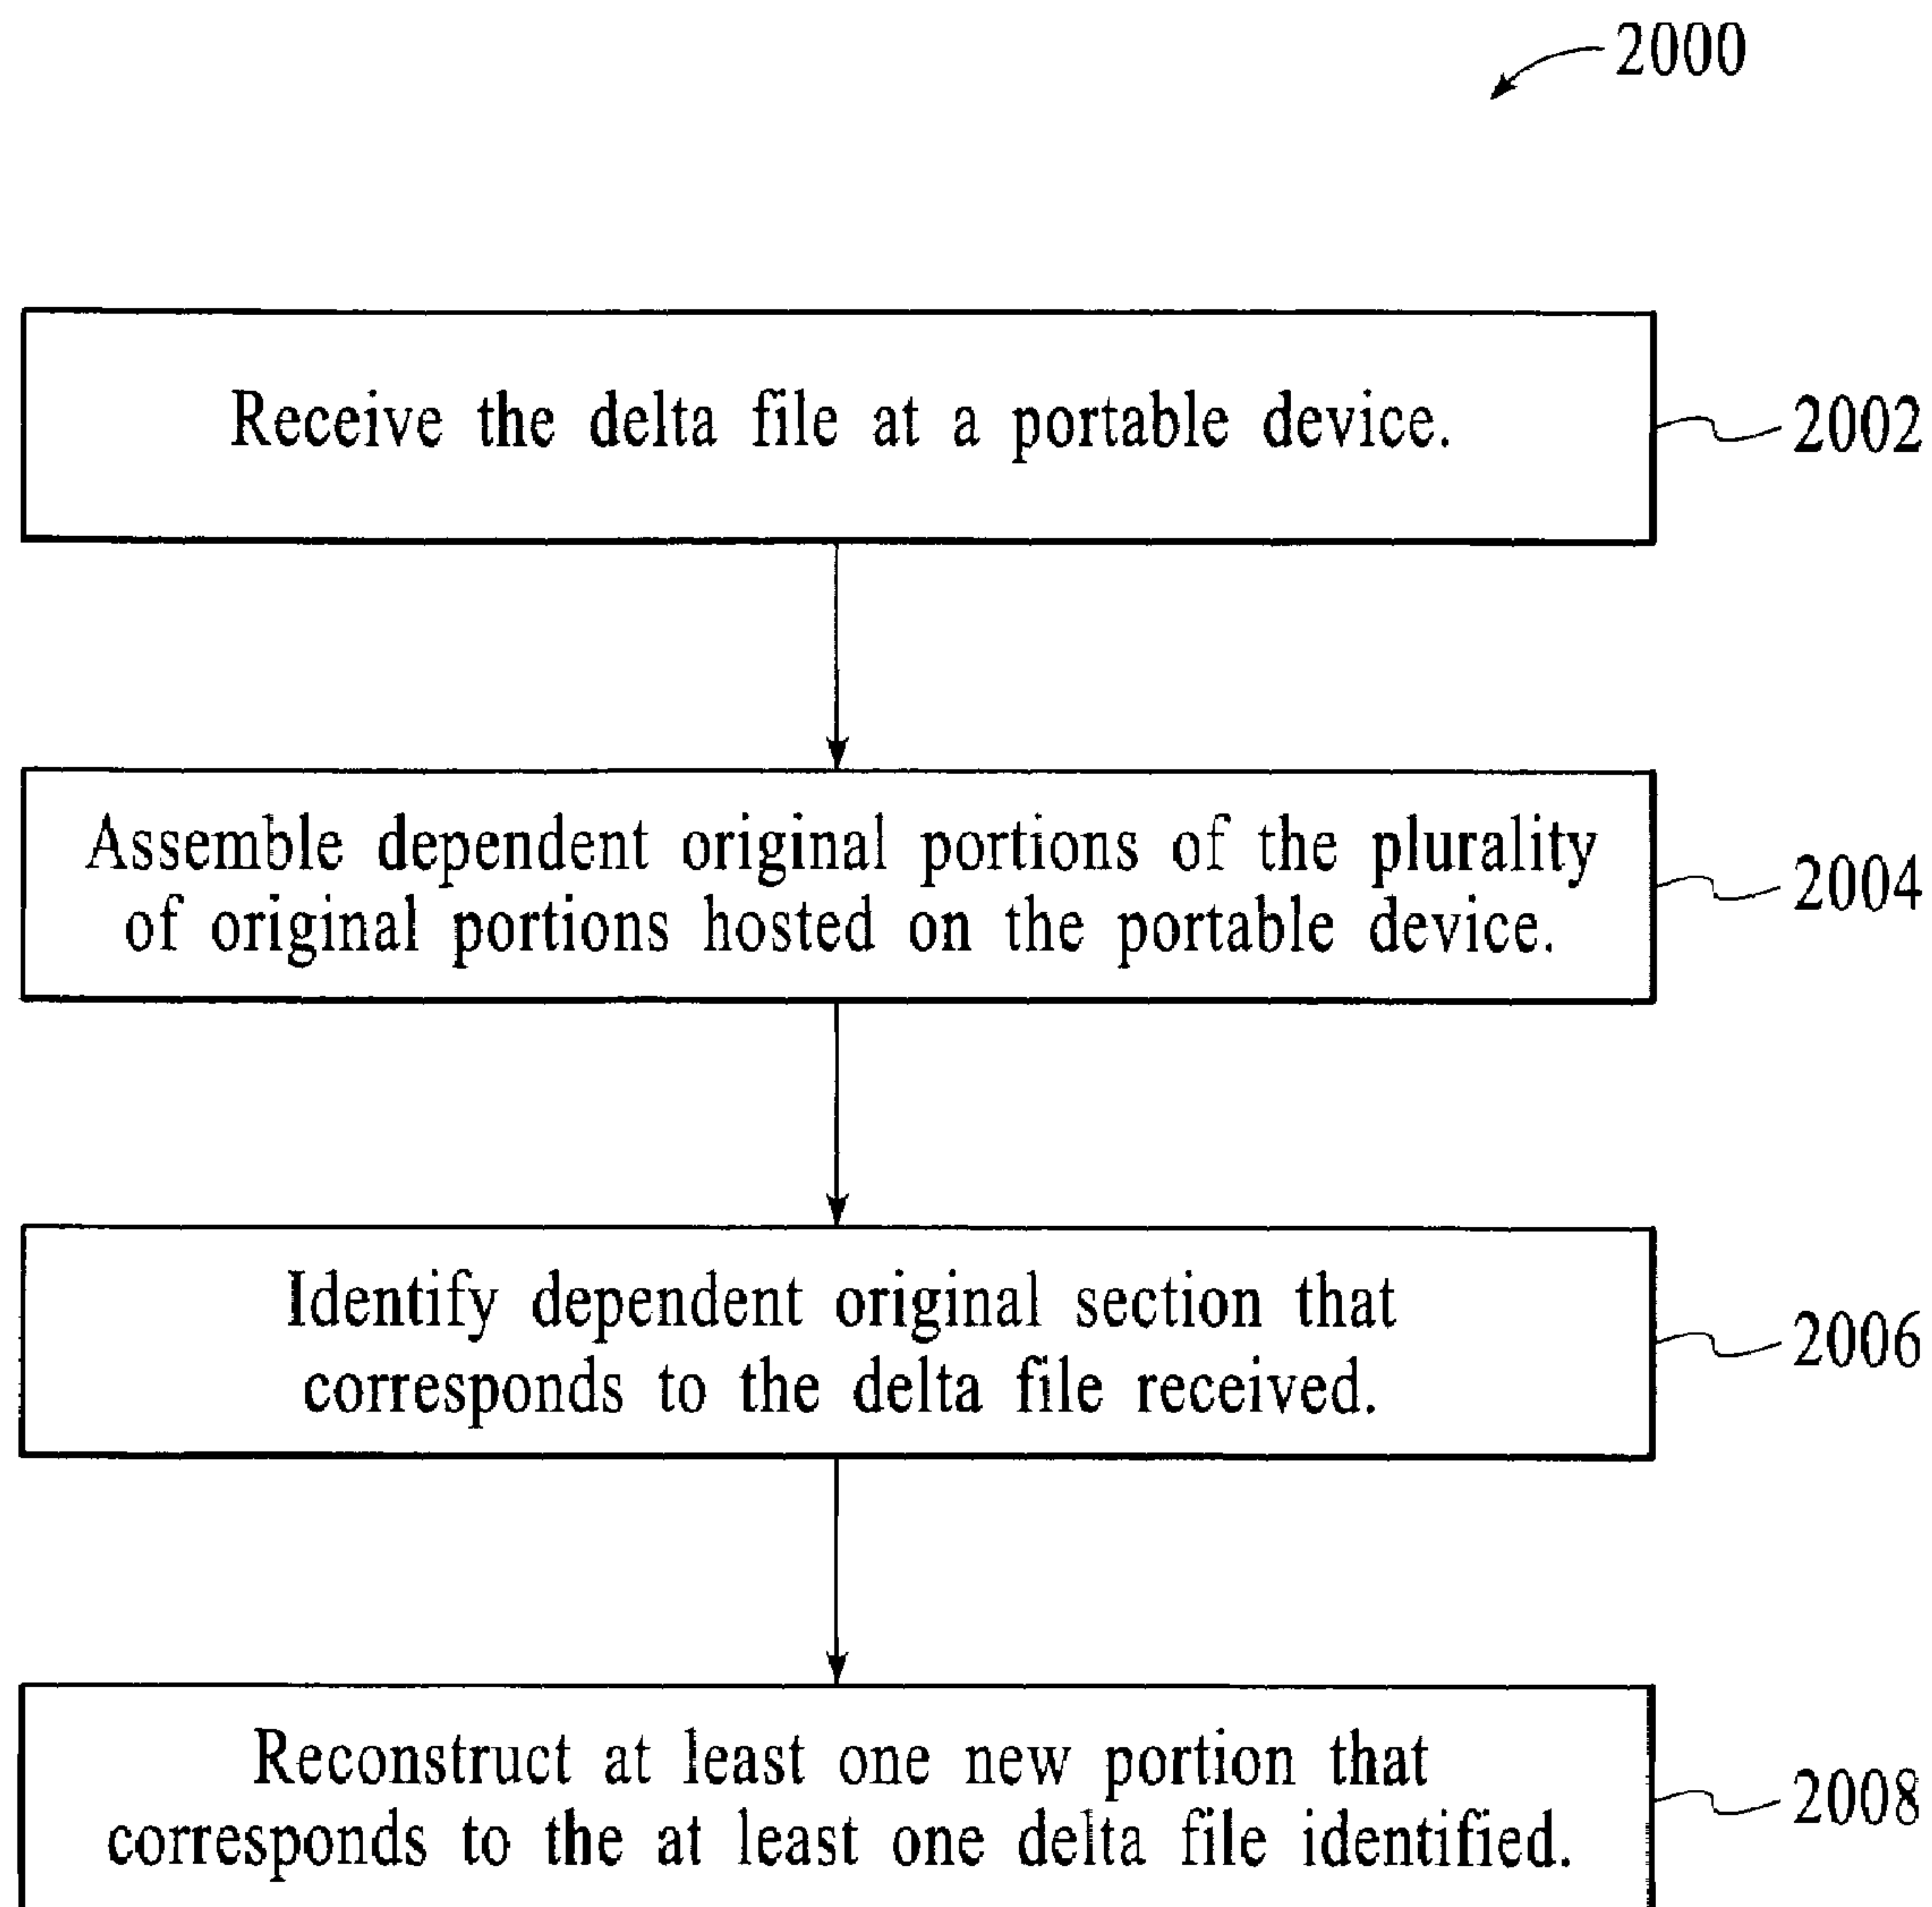 2000
Receive the delta file at a portable device.
2002
Assemble dependent original portions of the plurality
of original portions hosted on the portable device.
2004
Identify dependent original section that
corresponds to the delta file received.
2006
Reconstruct at least one new portion that
corresponds to the at least one delta file identified.
2008